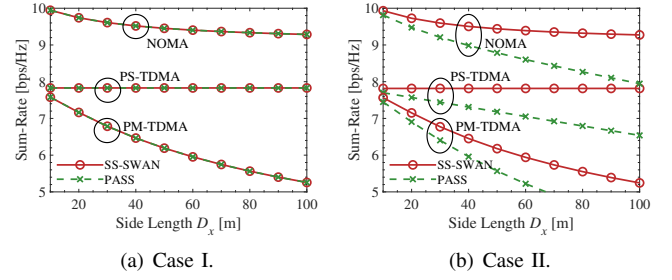 10
9
8
7
6
5
Sum-Rate [bps/Hz]
NOMA
PS-TDMA
PM-TDMA
SS-SWAN
PASS
20 40 60 80 100
Side Length D_x [m]
(a) Case I.
10
9
8
7
6
5
Sum-Rate [bps/Hz]
NOMA
PS-TDMA
PM-TDMA
SS-SWAN
PASS
20 40 60 80 100
Side Length D_x [m]
(b) Case II.